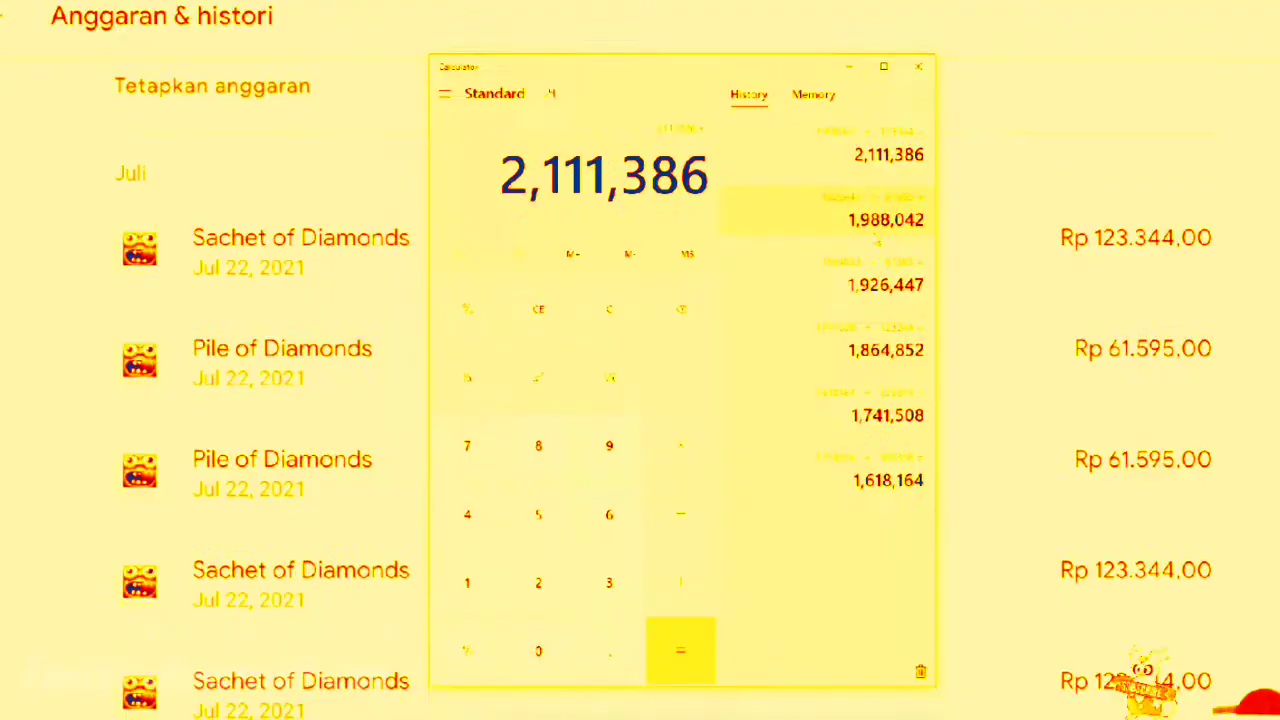 Anggaran & histori
Tetapkan anggaran
Juli
Sachet of Diamonds
Jul 22, 2021
Rp 123.344,00
Pile of Diamonds
Jul 22, 2021
Rp 61.595,00
Pile of Diamonds
Jul 22, 2021
Rp 61.595,00
Sachet of Diamonds
Jul 22, 2021
Rp 123.344,00
Sachet of Diamonds
Jul 22, 2021
Calculator
Standard
2,111,386
M+
M-
MS
CE
C
7
8
9
4
5
6
1
2
3
0
.
=
History
Memory
2,111,386
1,988,042
1,926,447
1,864,852
1,741,508
1,618,164